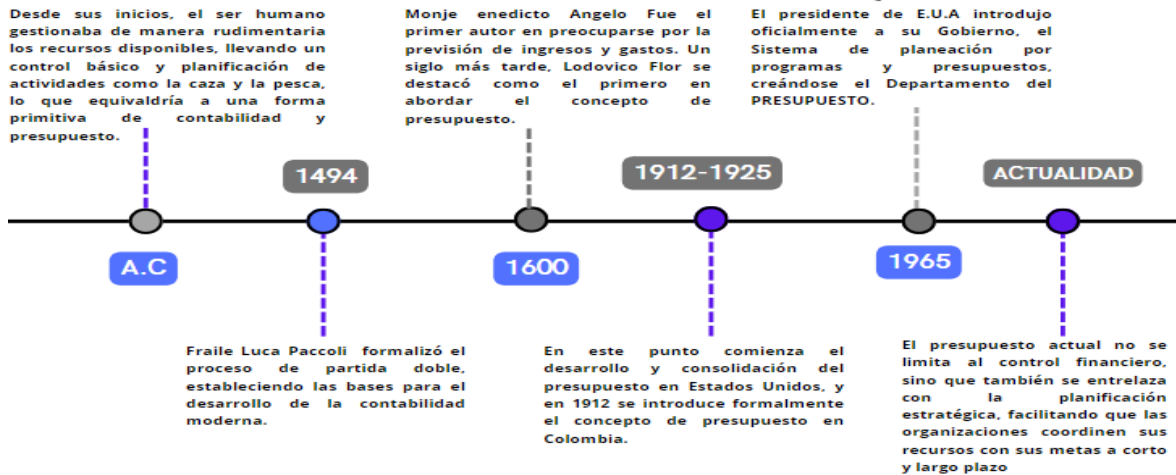 Desde sus inicios, el ser humano
gestionaba de manera rudimentaria
los recursos disponibles, llevando un
control básico y planificación de
actividades como la caza y la pesca,
lo que equivaldría a una forma
primitiva de contabilidad y
presupuesto.
Monje enedicto Angelo Fue el
primer autor en preocuparse por la
previsión de ingresos y gastos. Un
siglo más tarde, Lodovico Flor se
destacó como el primero en
abordar el concepto de
presupuesto.
El presidente de E.U.A introdujo
oficialmente a su Gobierno, el
Sistema de planeación por
programas y presupuestos,
creándose el Departamento del
PRESUPUESTO.
1494
1912-1925
ACTUALIDAD
A.C
1600
1965
Fraile Luca Paccoli formalizó el
proceso de partida doble,
estableciendo las bases para el
desarrollo de la contabilidad
moderna.
En este punto comienza el
desarrollo y consolidación del
presupuesto en Estados Unidos, y
en 1912 se introduce formalmente
el concepto de presupuesto en
Colombia.
El presupuesto actual no se
limita al control financiero,
sino que también se entrelaza
con la planificación
estratégica, facilitando que las
organizaciones coordinen sus
recursos con sus metas a corto
y largo plazo